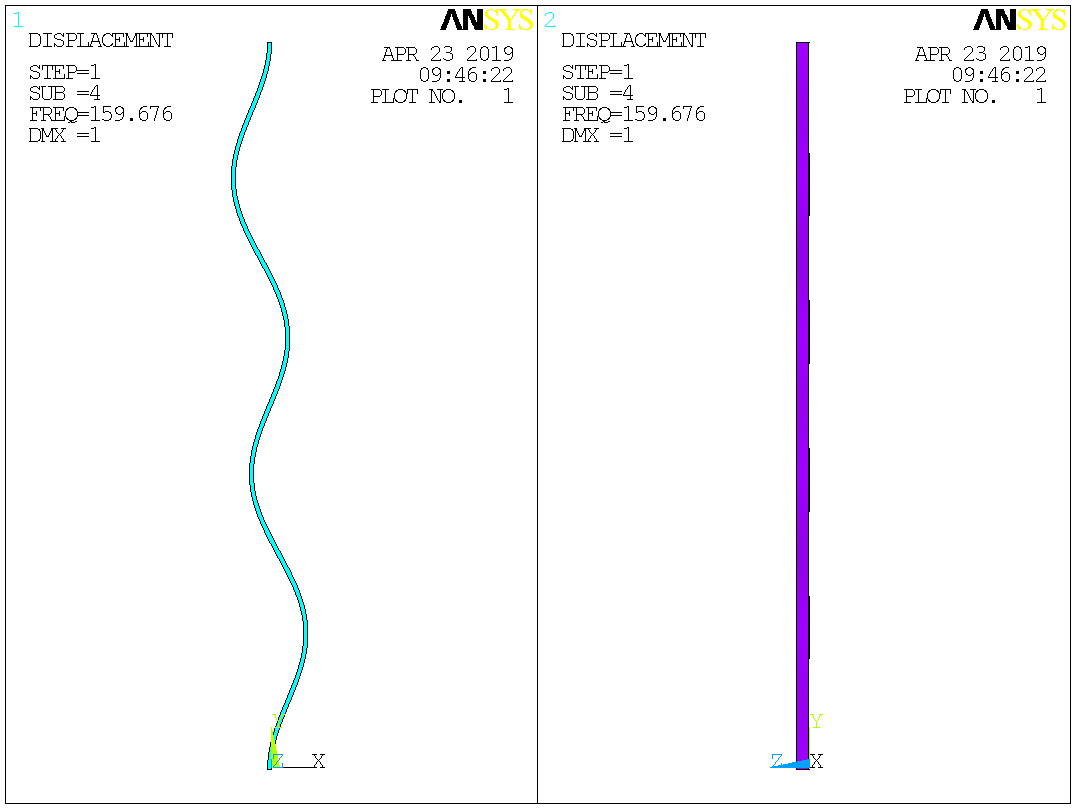 1
ANSYS
DISPLACEMENT
STEP=1
SUB =4
FREQ=159.676
DMX =1
APR 23 2019
09:46:22
PLOT NO.   1
Y
Z
X
2
ANSYS
DISPLACEMENT
STEP=1
SUB =4
FREQ=159.676
DMX =1
APR 23 2019
09:46:22
PLOT NO.   1
Y
Z
X